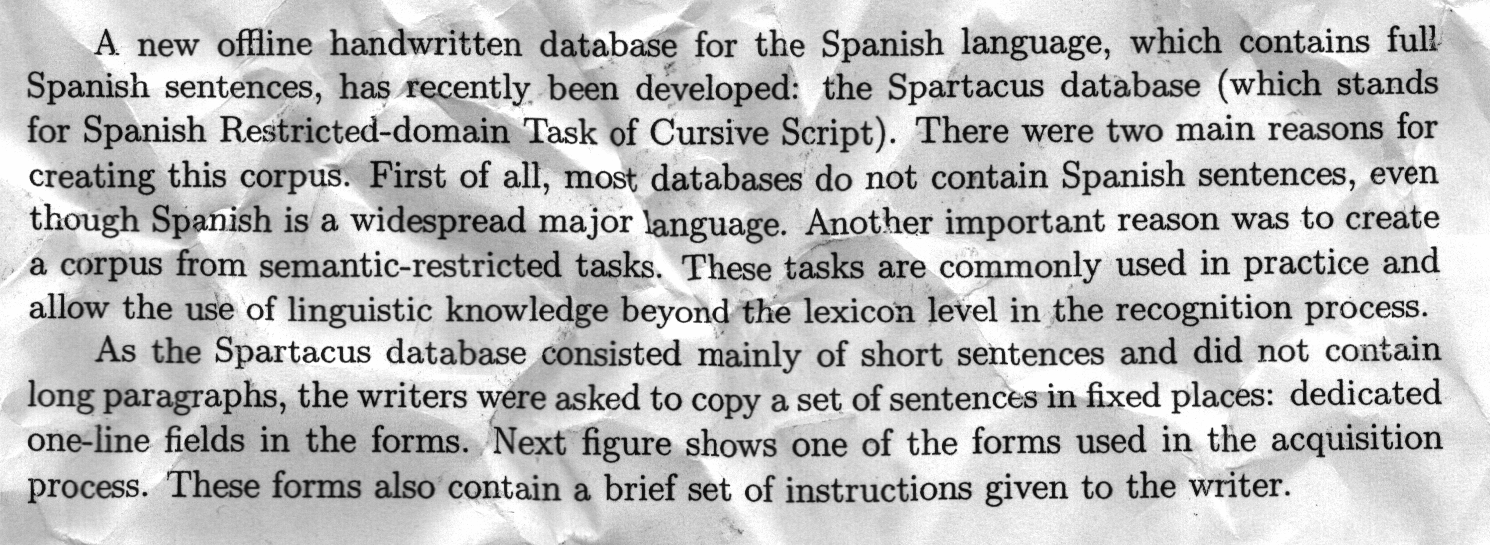 A new offline handwritten database for the Spanish language, which contains full
Spanish sentences, has recently been developed: the Spartacus database (which stands
for Spanish Restricted-domain Task of Cursive Script). There were two main reasons for
creating this corpus. First of all, most databases do not contain Spanish sentences, even
though Spanish is a widespread major language. Another important reason was to create
a corpus from semantic-restricted tasks. These tasks are commonly used in practice and
allow the use of linguistic knowledge beyond the lexicon level in the recognition process.
As the Spartacus database consisted mainly of short sentences and did not contain
long paragraphs, the writers were asked to copy a set of sentences in fixed places: dedicated
one-line fields in the forms. Next figure shows one of the forms used in the acquisition
process. These forms also contain a brief set of instructions given to the writer.